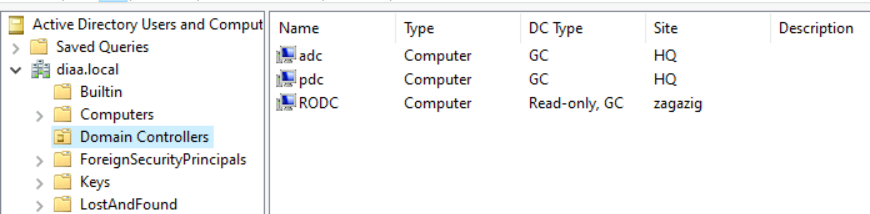 Active Directory Users and Comput
Saved Queries
diaa.local
Builtin
Computers
Domain Controllers
ForeignSecurityPrincipals
Keys
LostAndFound
Name Type DC Type Site Description
adc Computer GC HQ
pdc Computer GC HQ
RODC Computer Read-only, GC zagazig